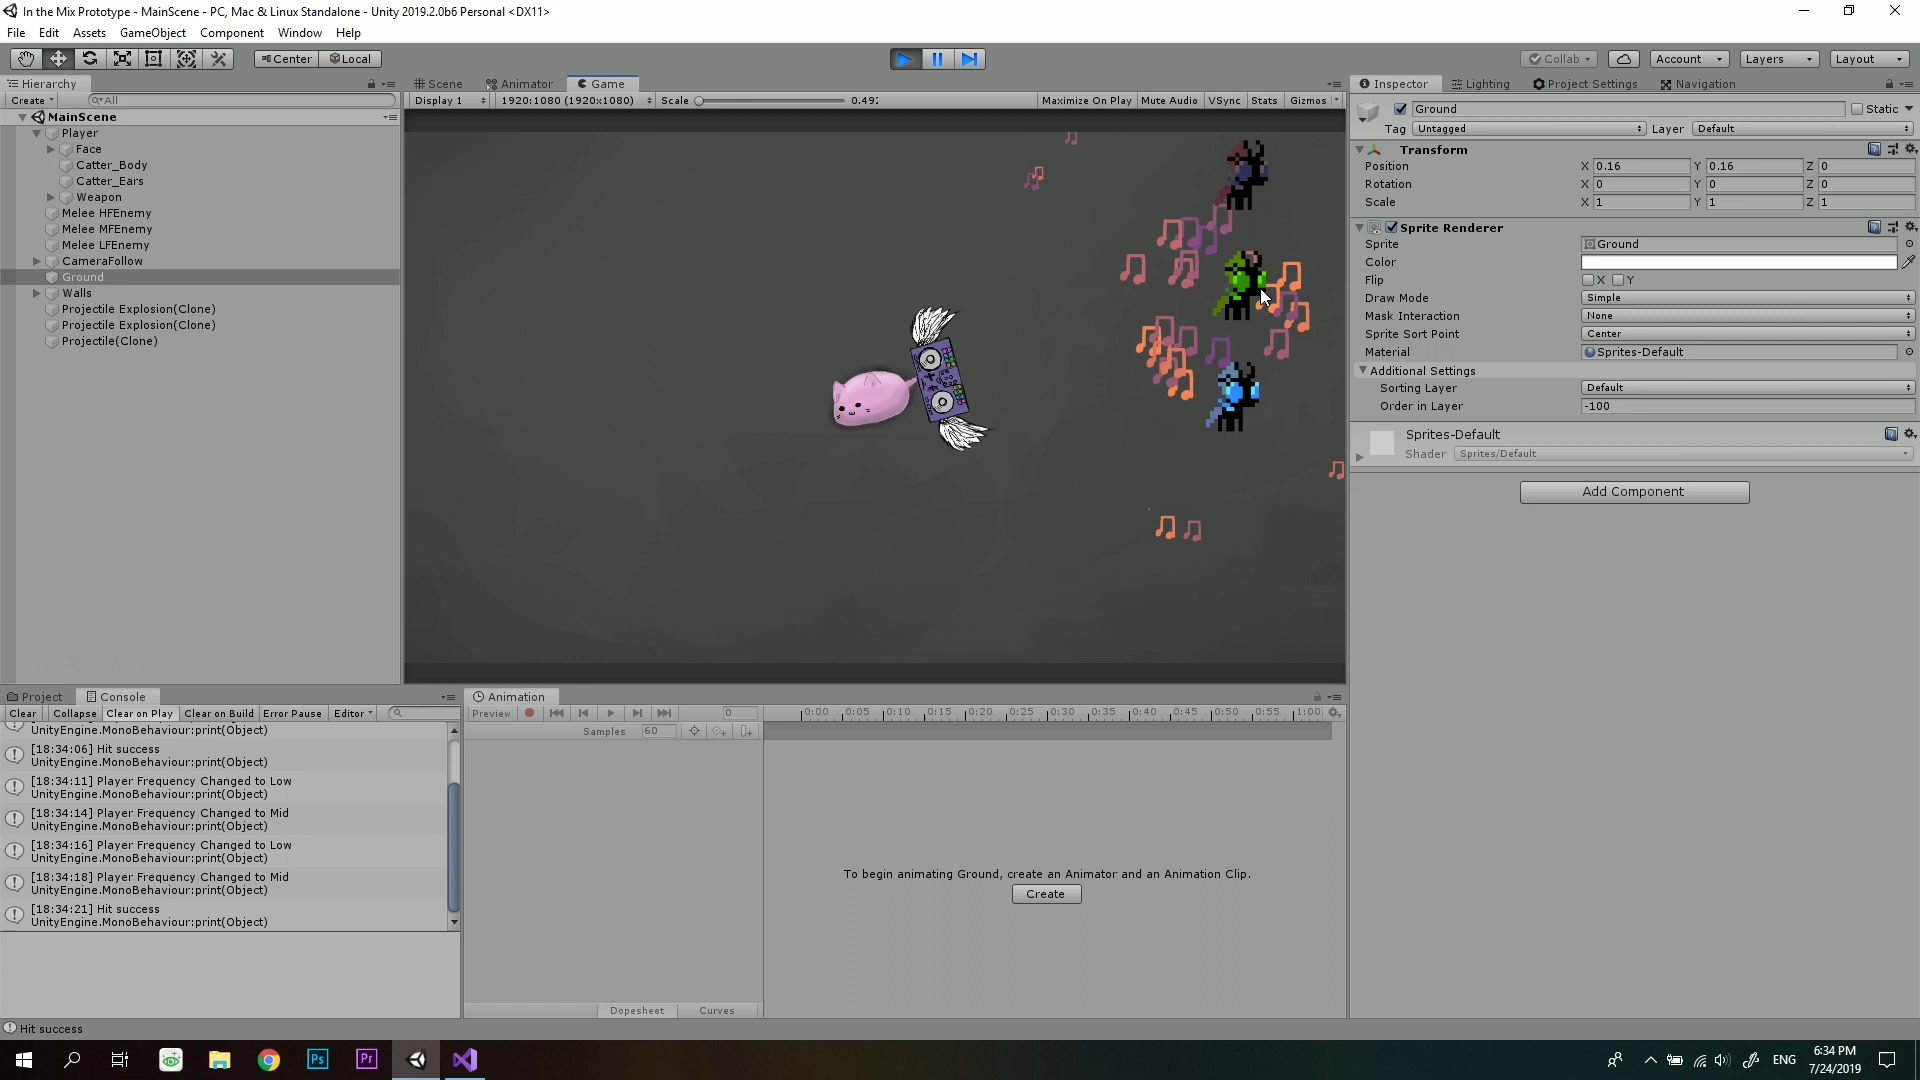 In the Mix Prototype - MainScene - PC, Mac & Linux Standalone - Unity 2019.2.0b6 Personal <DX11>
File Edit Assets GameObject Component Window Help
Center Local
Collab Account Layers Layout
Hierarchy
Create All
MainScene
Player
Face
Catter_Body
Catter_Ears
Weapon
Melee HFEnemy
Melee MFEnemy
Melee LFEnemy
CameraFollow
Ground
Walls
Projectile Explosion(Clone)
Projectile Explosion(Clone)
Projectile(Clone)
Scene Animator Game
Display 1 1920:1080 (1920x1080) Scale 0.49 Maximize On Play Mute Audio VSync Stats Gizmos
Inspector Lighting Project Settings Navigation
Ground Static
Tag Untagged Layer Default
Transform
Position X 0.16 Y 0.16 Z 0
Rotation X 0 Y 0 Z 0
Scale X 1 Y 1 Z 1
Sprite Renderer
Sprite Ground
Color
Flip X Y
Draw Mode Simple
Mask Interaction None
Sprite Sort Point Center
Material Sprites-Default
Additional Settings
Sorting Layer Default
Order in Layer -100
Sprites-Default
Shader Sprites/Default
Add Component
Project Console
Clear Collapse Clear on Play Clear on Build Error Pause Editor
UnityEngine.MonoBehaviour:print(Object)
[18:34:06] Hit success
UnityEngine.MonoBehaviour:print(Object)
[18:34:11] Player Frequency Changed to Low
UnityEngine.MonoBehaviour:print(Object)
[18:34:14] Player Frequency Changed to Mid
UnityEngine.MonoBehaviour:print(Object)
[18:34:16] Player Frequency Changed to Low
UnityEngine.MonoBehaviour:print(Object)
[18:34:18] Player Frequency Changed to Mid
UnityEngine.MonoBehaviour:print(Object)
[18:34:21] Hit success
UnityEngine.MonoBehaviour:print(Object)
Animation
Preview 0 0:00 0:05 0:10 0:15 0:20 0:25 0:30 0:35 0:40 0:45 0:50 0:55 1:00
Samples 60
To begin animating Ground, create an Animator and an Animation Clip.
Create
Dopesheet Curves
Hit success
Ps Pr
ENG
6:34 PM
7/24/2019